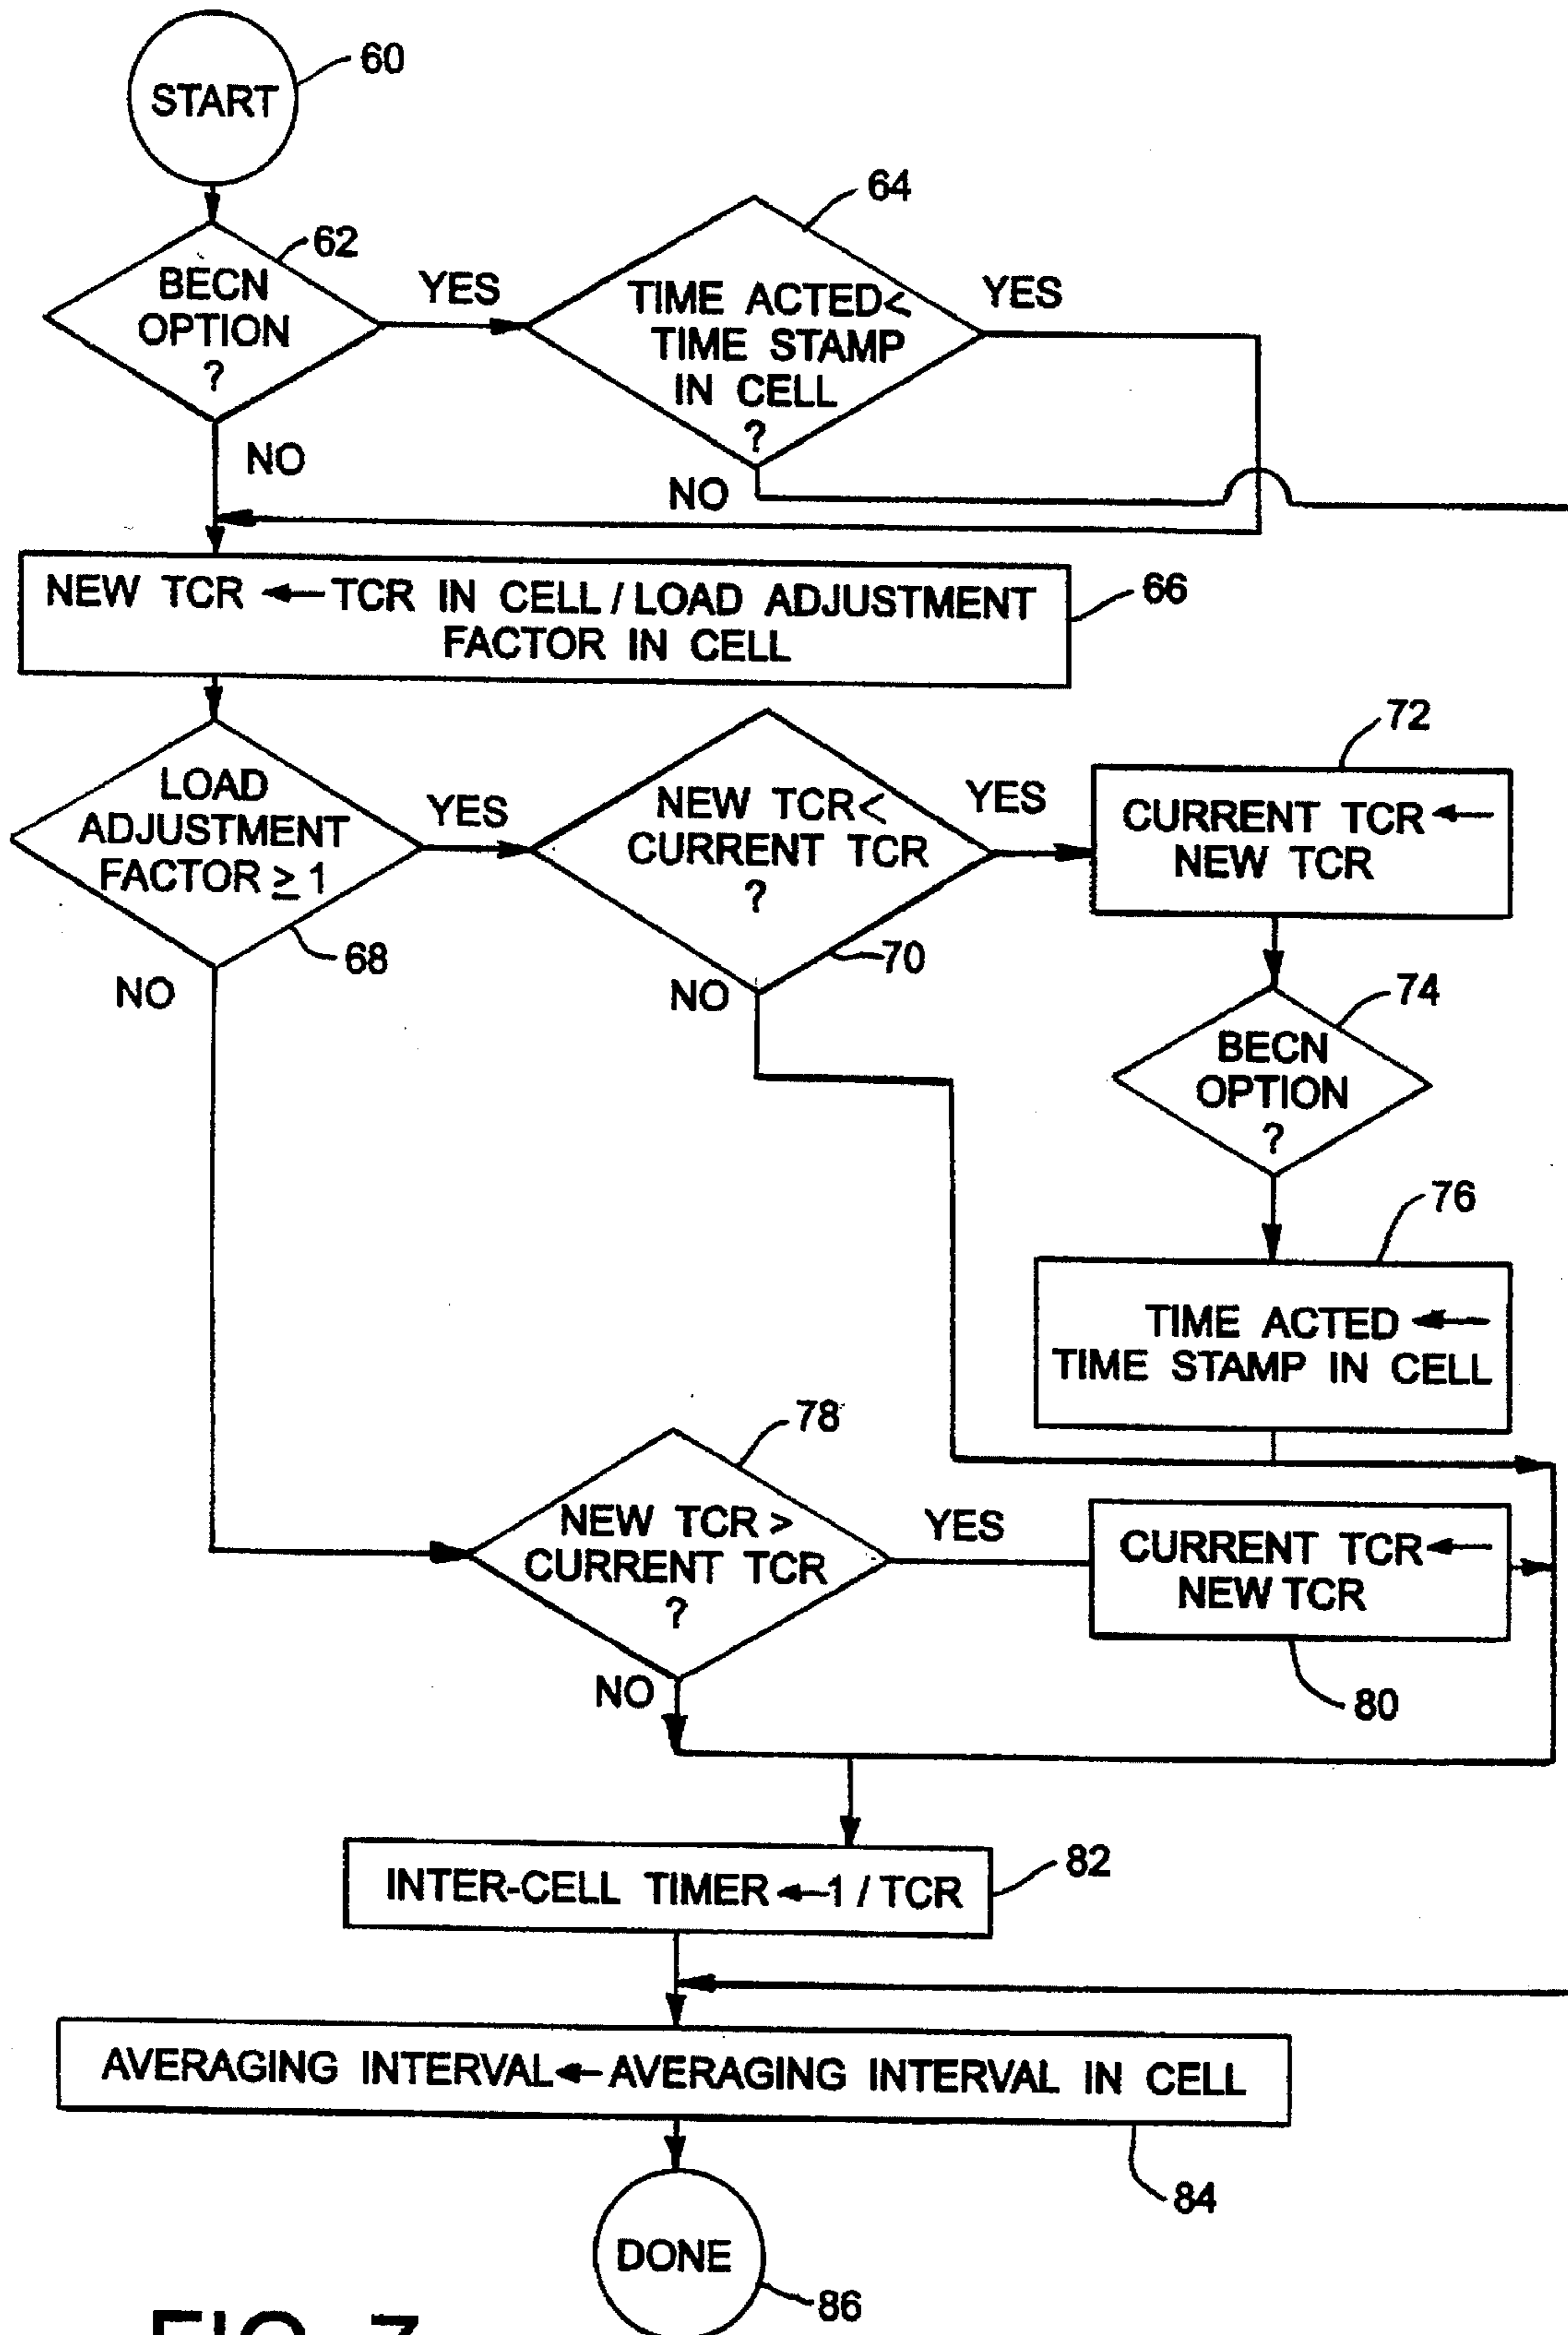 START
60
62
BECN
OPTION
?
YES
NO
64
TIME ACTED<
TIME STAMP
IN CELL
?
YES
NO
NEW TCR ← TCR IN CELL / LOAD ADJUSTMENT
FACTOR IN CELL
66
LOAD
ADJUSTMENT
FACTOR ≥ 1
68
YES
NO
NEW TCR<
CURRENT TCR
?
70
YES
NO
72
CURRENT TCR ←
NEW TCR
74
BECN
OPTION
?
76
TIME ACTED ←
TIME STAMP IN CELL
78
NEW TCR >
CURRENT TCR
?
YES
NO
CURRENT TCR ←
NEW TCR
80
INTER-CELL TIMER ← 1 / TCR
82
AVERAGING INTERVAL ← AVERAGING INTERVAL IN CELL
84
DONE
86